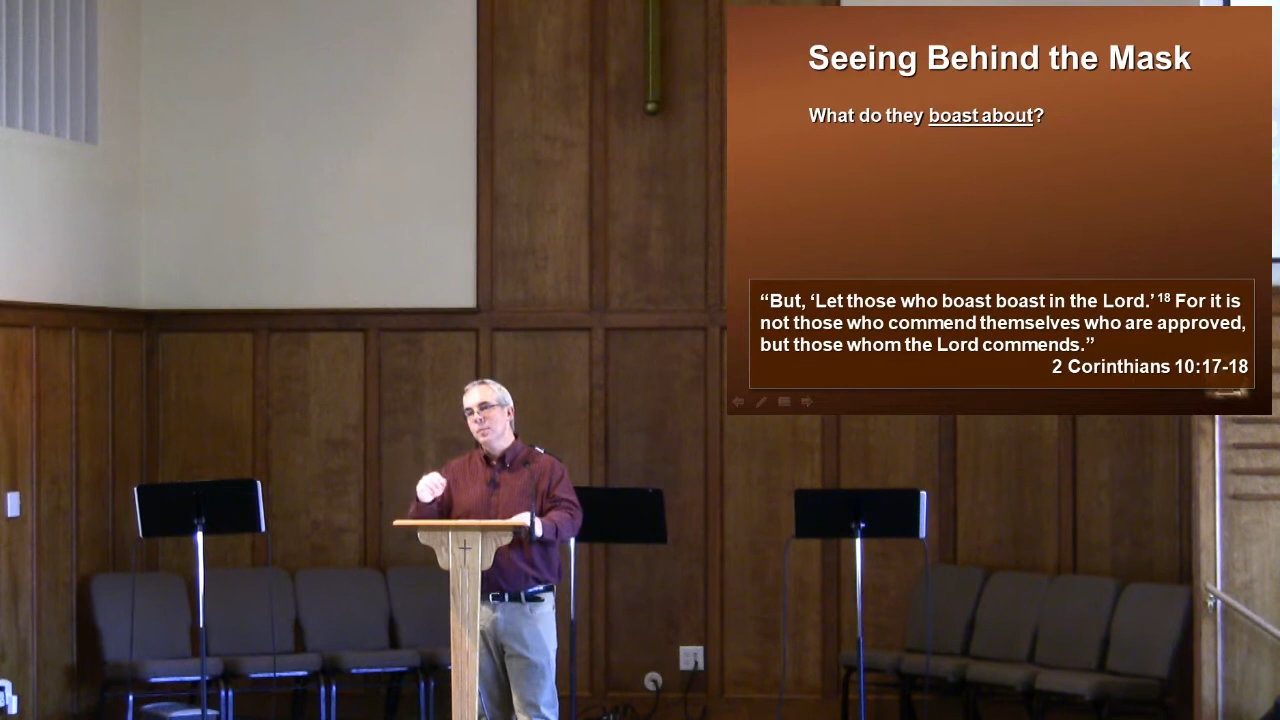 Seeing Behind the Mask
What do they boast about?
“But, ‘Let those who boast boast in the Lord.’ 18 For it is
not those who commend themselves who are approved,
but those whom the Lord commends.”
2 Corinthians 10:17-18